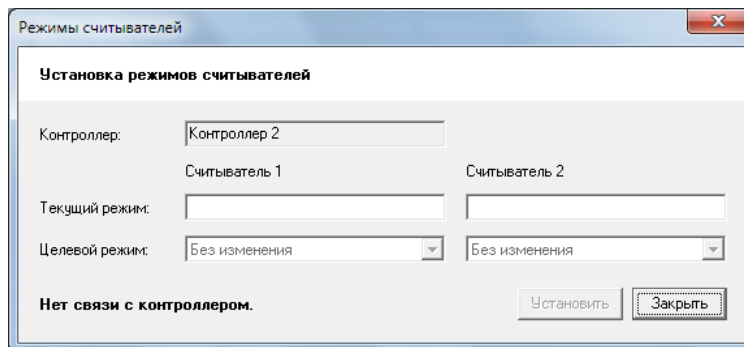 Режимы считывателей
Установка режимов считывателей
Контроллер: Контроллер 2
Считыватель 1 Считыватель 2
Текущий режим:
Целевой режим: Без изменения Без изменения
Нет связи с контроллером. Установить Закрыть